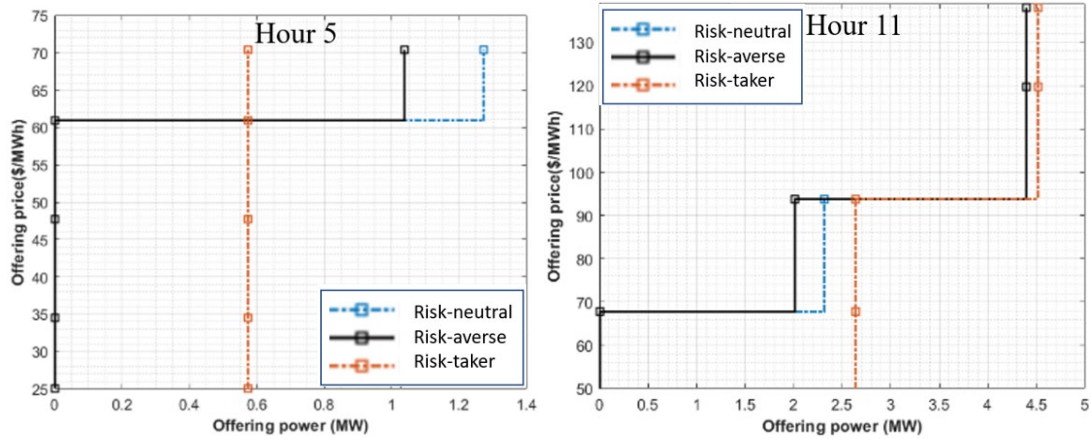 Hour 5
75
70
65
60
55
50
45
40
35
30
25
Offering price($/MWh)
0 0.2 0.4 0.6 0.8 1 1.2 1.4
Offering power (MW)
Risk-neutral
Risk-averse
Risk-taker
Hour 11
Risk-neutral
Risk-averse
Risk-taker
130
120
110
100
90
80
70
60
50
Offering price($/MWh)
0 0.5 1 1.5 2 2.5 3 3.5 4 4.5 5
Offering power (MW)